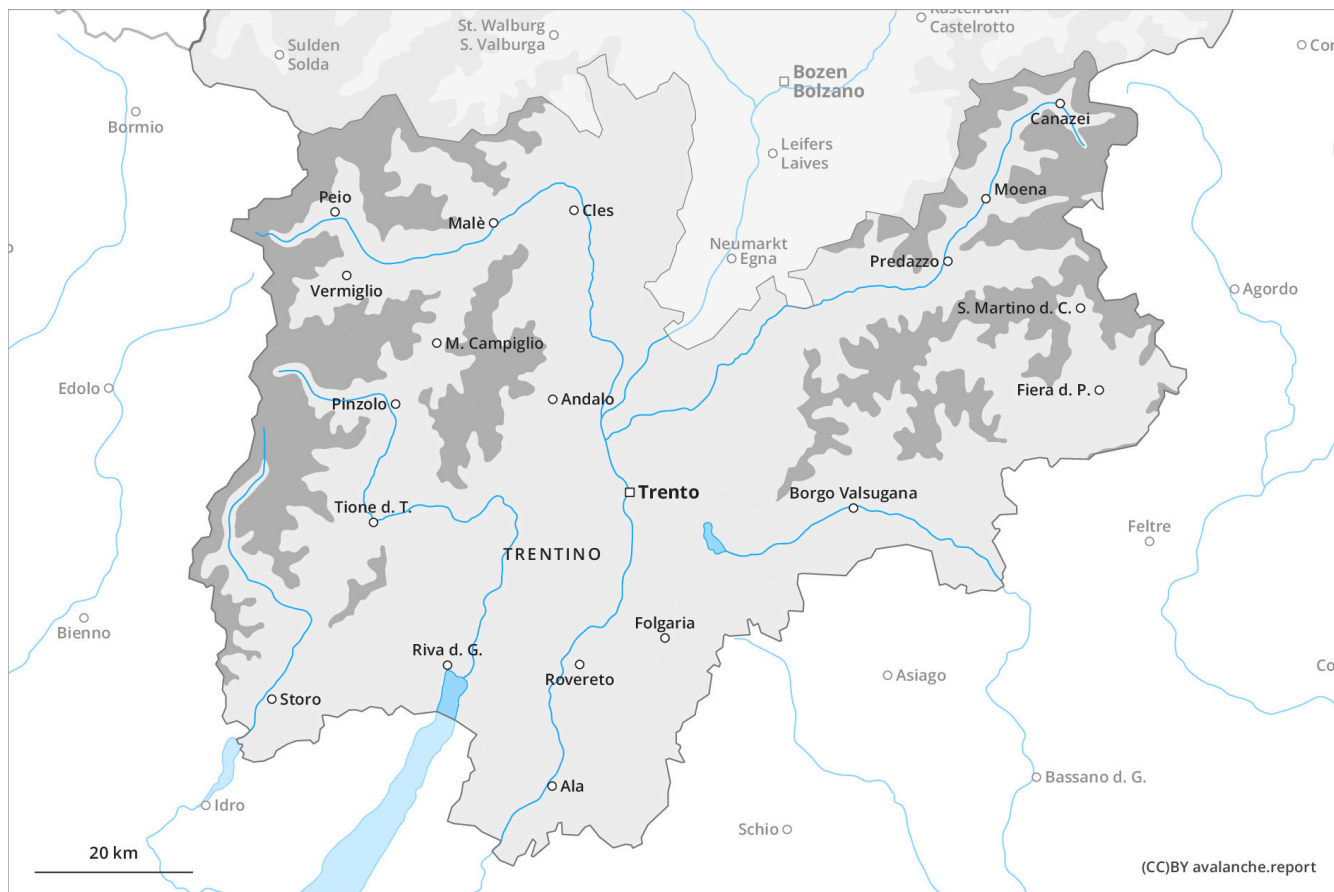 St. Walburg
S. Valburga
Kastelruth
Castelrotto
Sulden
Solda
Bozen
Bolzano
Bormio
Canazei
Leifers
Laives
Moena
Peio
Malè
Cles
Neumarkt
Egna
Predazzo
Vermiglio
Agordo
S. Martino d. C.
M. Campiglio
Edolo
Pinzolo
Andalo
Fiera d. P.
Trento
Borgo Valsugana
Tione d. T.
Feltre
TRENTINO
Bienno
Folgaria
Riva d. G.
Rovereto
Asiago
Storo
Idro
Ala
Bassano d. G.
Schio
20 km
(CC)BY avalanche.report